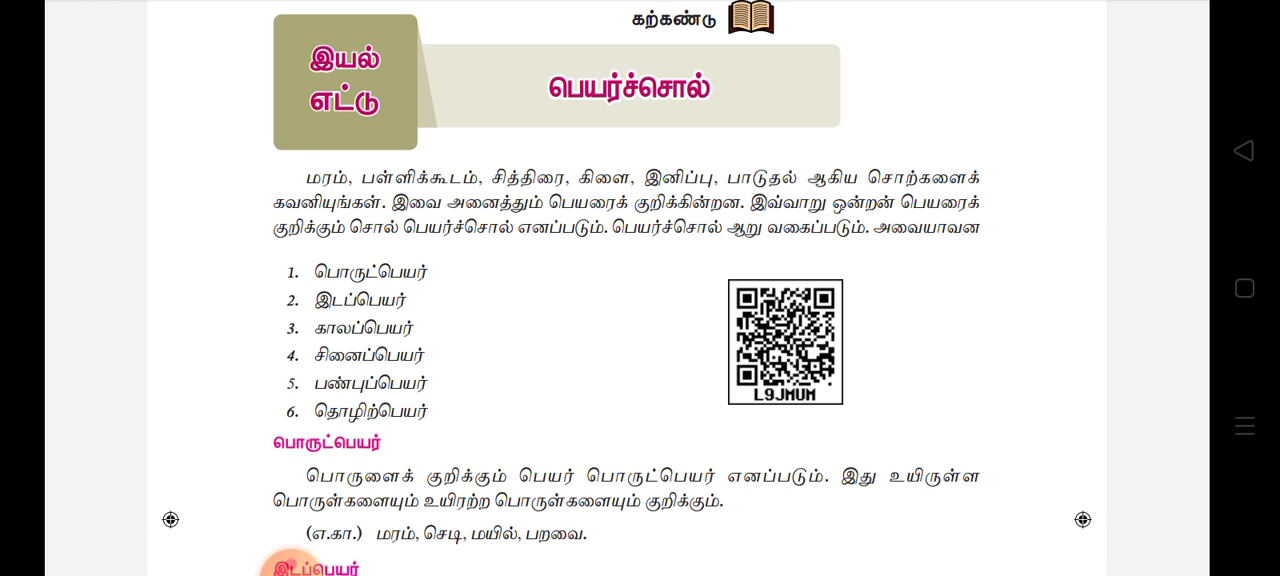 கற்கண்டு
இயல்
எட்டு
பெயர்ச்சொல்
மரம், பள்ளிக்கூடம், சித்திரை, கிளை, இனிப்பு, பாடுதல் ஆகிய சொற்களைக்
கவனியுங்கள். இவை அனைத்தும் பெயரைக் குறிக்கின்றன. இவ்வாறு ஒன்றன் பெயரைக்
குறிக்கும் சொல் பெயர்ச்சொல் எனப்படும். பெயர்ச்சொல் ஆறு வகைப்படும். அவையாவன
1. பொருட்பெயர்
2. இடப்பெயர்
3. காலப்பெயர்
4. சினைப்பெயர்
5. பண்புப்பெயர்
6. தொழிற்பெயர்
L9JMUM
பொருட்பெயர்
பொருளைக் குறிக்கும் பெயர் பொருட்பெயர் எனப்படும். இது உயிருள்ள
பொருள்களையும் உயிரற்ற பொருள்களையும் குறிக்கும்.
(எ.கா.) மரம், செடி, மயில், பறவை.
இடப்பெயர்